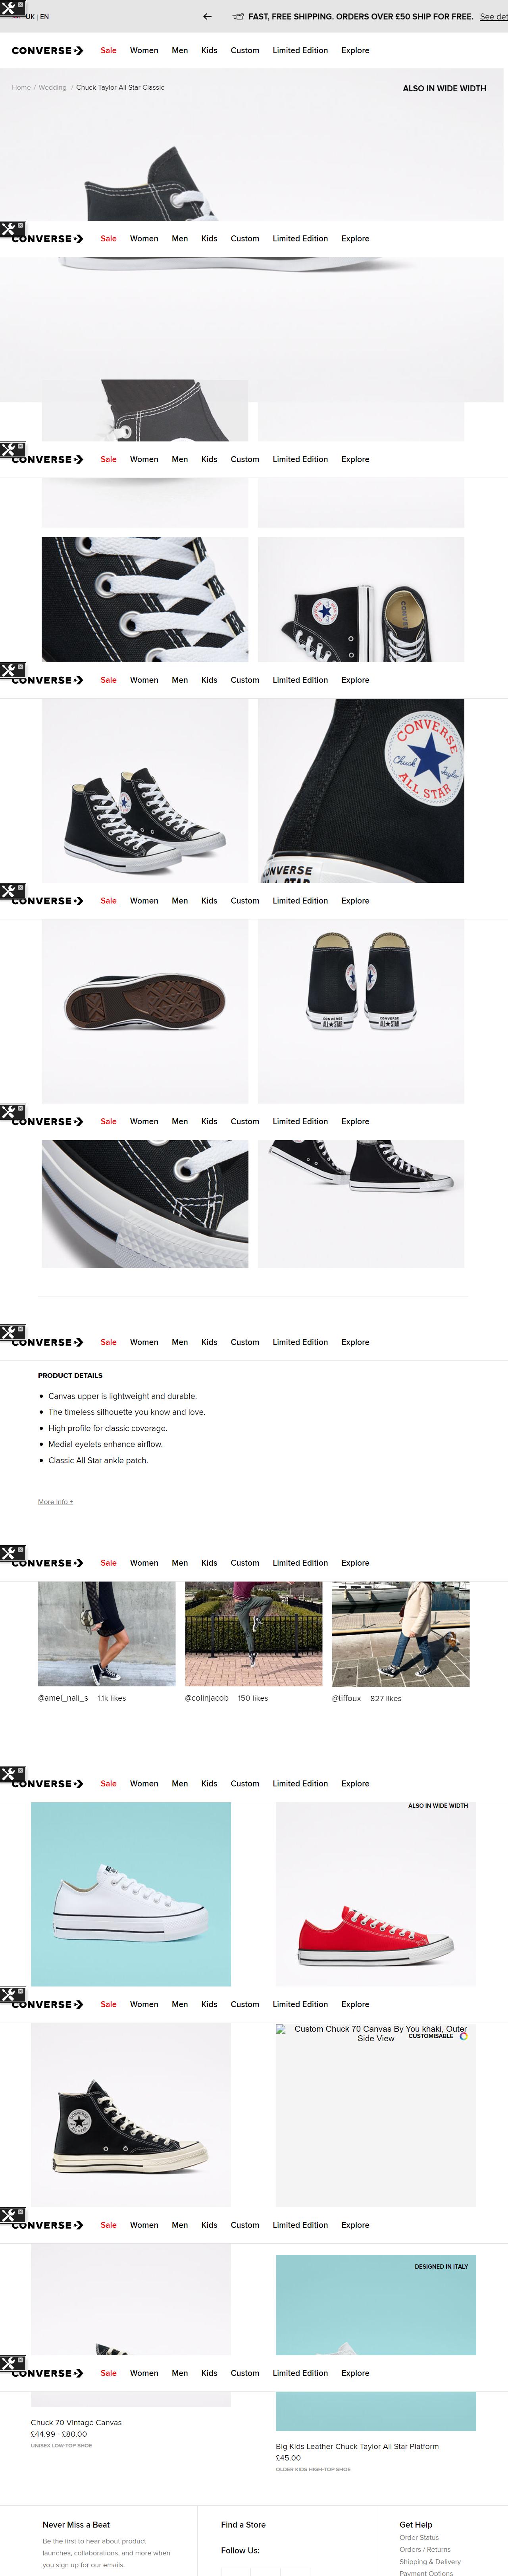 UK | EN
FAST, FREE SHIPPING. ORDERS OVER £50 SHIP FOR FREE. See det
CONVERSE Sale Women Men Kids Custom Limited Edition Explore
Home / Wedding / Chuck Taylor All Star Classic
ALSO IN WIDE WIDTH
CONVERSE Sale Women Men Kids Custom Limited Edition Explore
CONVERSE Sale Women Men Kids Custom Limited Edition Explore
CONVERSE Sale Women Men Kids Custom Limited Edition Explore
CONVERSE
Chuck Taylor
ALL STAR
CONVERSE Sale Women Men Kids Custom Limited Edition Explore
CONVERSE
ALL STAR
CONVERSE
ALL STAR
CONVERSE Sale Women Men Kids Custom Limited Edition Explore
CONVERSE Sale Women Men Kids Custom Limited Edition Explore
PRODUCT DETAILS
Canvas upper is lightweight and durable.
The timeless silhouette you know and love.
High profile for classic coverage.
Medial eyelets enhance airflow.
Classic All Star ankle patch.
More Info +
CONVERSE Sale Women Men Kids Custom Limited Edition Explore
@amel_nali_s 1.1k likes
@colinjacob 150 likes
@tiffoux 827 likes
CONVERSE Sale Women Men Kids Custom Limited Edition Explore
ALSO IN WIDE WIDTH
CONVERSE Sale Women Men Kids Custom Limited Edition Explore
Custom Chuck 70 Canvas By You khaki, Outer
Side View
CUSTOMISABLE
CONVERSE Sale Women Men Kids Custom Limited Edition Explore
DESIGNED IN ITALY
CONVERSE Sale Women Men Kids Custom Limited Edition Explore
Chuck 70 Vintage Canvas
£44.99 - £80.00
UNISEX LOW-TOP SHOE
Big Kids Leather Chuck Taylor All Star Platform
£45.00
OLDER KIDS HIGH-TOP SHOE
Never Miss a Beat
Be the first to hear about product
launches, collaborations, and more when
you sign up for our emails.
Find a Store
Follow Us:
Get Help
Order Status
Orders / Returns
Shipping & Delivery
Payment Options